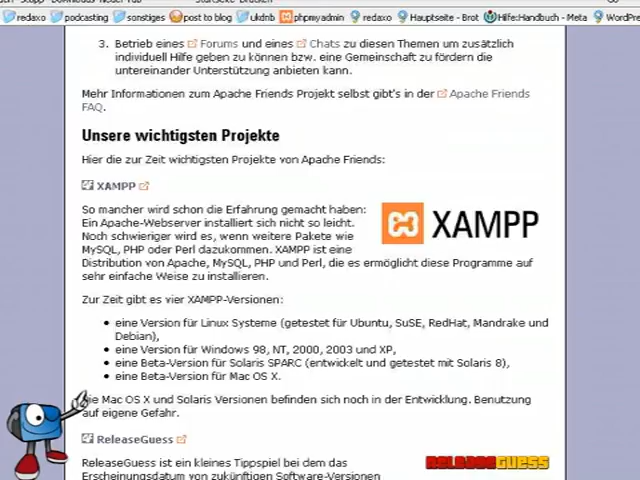 redaxo podcasting sonstiges post to blog ukdnb phpmyadmin redaxo Hauptseite - Brot Hilfe:Handbuch - Meta WordPre
3. Betrieb eines Forums und eines Chats zu diesen Themen um zusätzlich
individuell Hilfe geben zu können bzw. eine Gemeinschaft zu fördern die
untereinander Unterstützung anbieten kann.
Mehr Informationen zum Apache Friends Projekt selbst gibt's in der Apache Friends
FAQ.
Unsere wichtigsten Projekte
Hier die zur Zeit wichtigsten Projekte von Apache Friends:
XAMPP
So mancher wird schon die Erfahrung gemacht haben:
Ein Apache-Webserver installiert sich nicht so leicht.
Noch schwieriger wird es, wenn weitere Pakete wie
MySQL, PHP oder Perl dazukommen. XAMPP ist eine
Distribution von Apache, MySQL, PHP und Perl, die es ermöglicht diese Programme auf
sehr einfache Weise zu installieren.
XAMPP
Zur Zeit gibt es vier XAMPP-Versionen:
eine Version für Linux Systeme (getestet für Ubuntu, SuSE, RedHat, Mandrake und
Debian),
eine Version für Windows 98, NT, 2000, 2003 und XP,
eine Beta-Version für Solaris SPARC (entwickelt und getestet mit Solaris 8),
eine Beta-Version für Mac OS X.
ie Mac OS X und Solaris Versionen befinden sich noch in der Entwicklung. Benutzung
auf eigene Gefahr.
ReleaseGuess
ReleaseGuess ist ein kleines Tippspiel bei dem das
Erscheinungsdatum von zukünftigen Software-Versionen
RELEASEGUESS